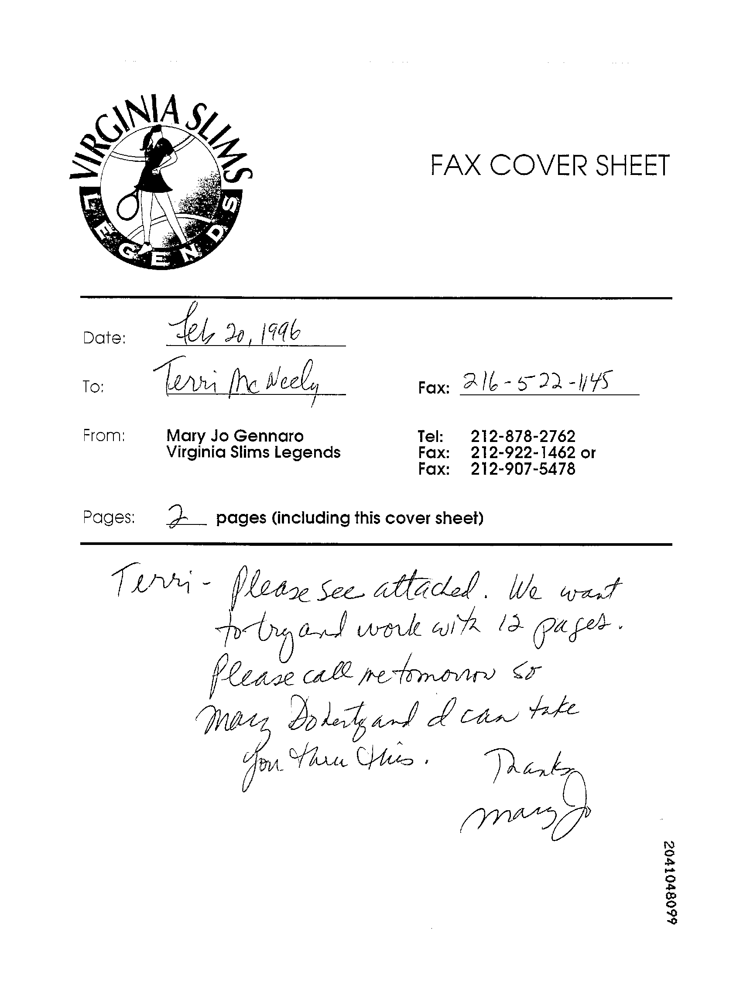 VIRGINIA SLIMS
LEGENDS
FAX COVER SHEET
Date: Feb 20, 1996
To: Terri McNeely Fax: 216-522-1145
From: Mary Jo Gennaro Tel: 212-878-2762
Virginia Slims Legends Fax: 212-922-1462 or
Fax: 212-907-5478
Pages: 2 pages (including this cover sheet)
Terri - Please see attached. We want
to try and work with 12 pages.
Please call me tomorrow so
Mary Doherty and I can take
you thru this. Thanks
Mary Jo
2041048099